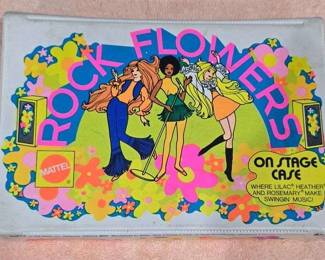 ROCK FLOWERS
MATTEL
ON STAGE
CASE
WHERE LILAC® HEATHER®
AND ROSEMARY® MAKE
SWINGIN' MUSIC!